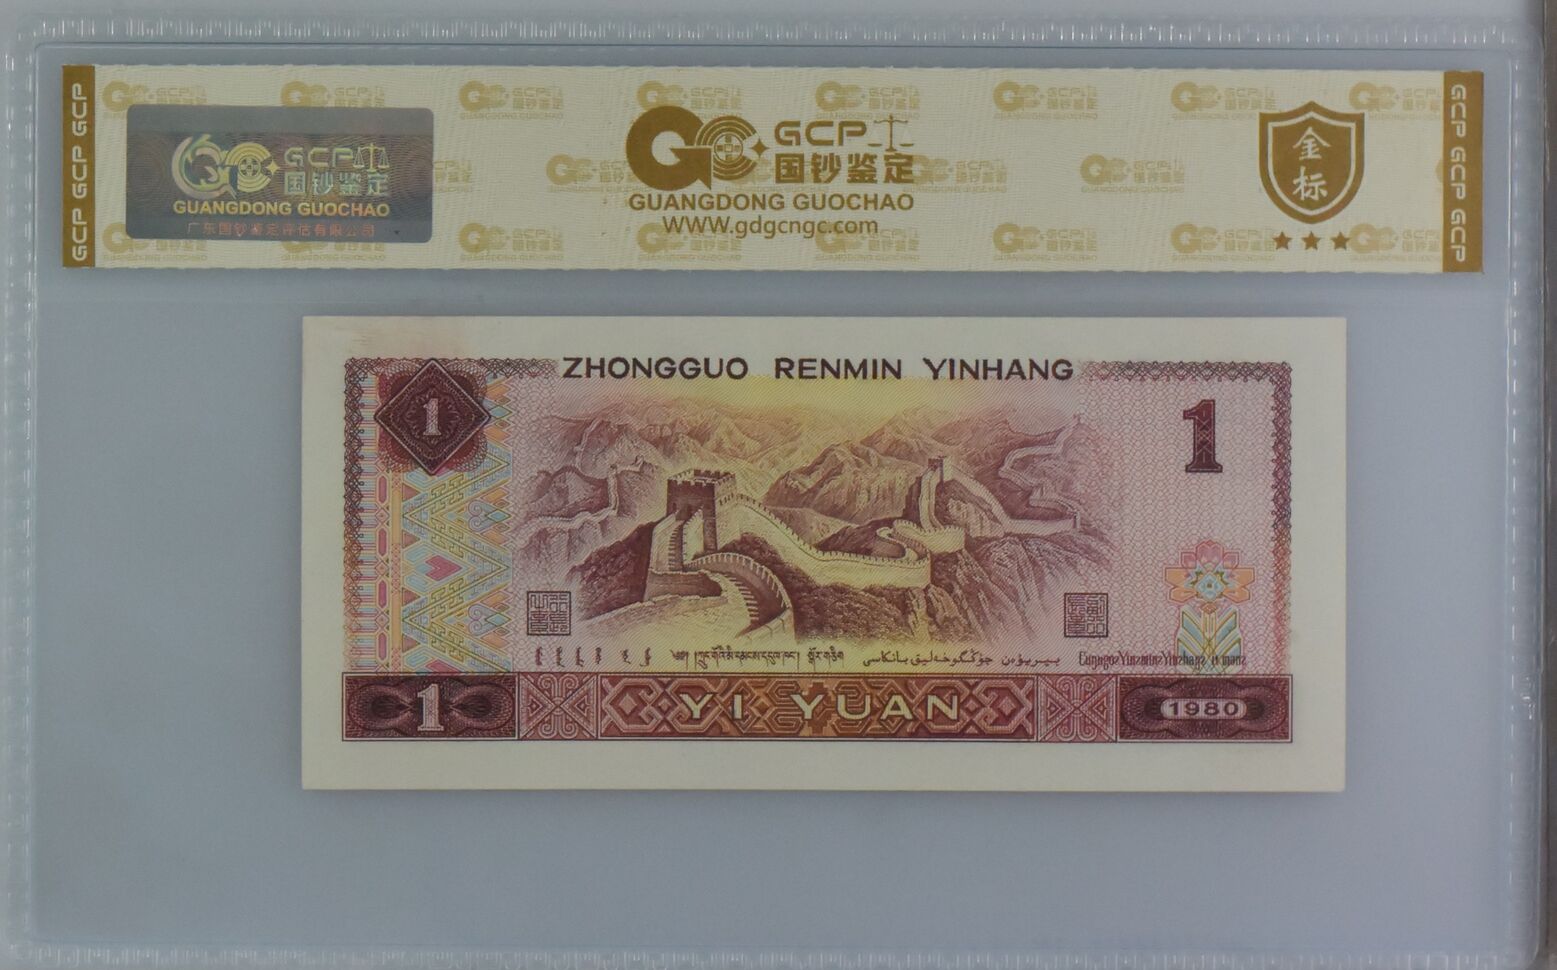 GCP GCP GCP
GCP
国钞鉴定
GUANGDONG GUOCHAO
广东国钞鉴定评估有限公司
GCP
国钞鉴定
GUANGDONG GUOCHAO
WWW.gdgcngc.com
金标
GCP GCP GCP
ZHONGGUO RENMIN YINHANG
1
1
1
YI YUAN
1980